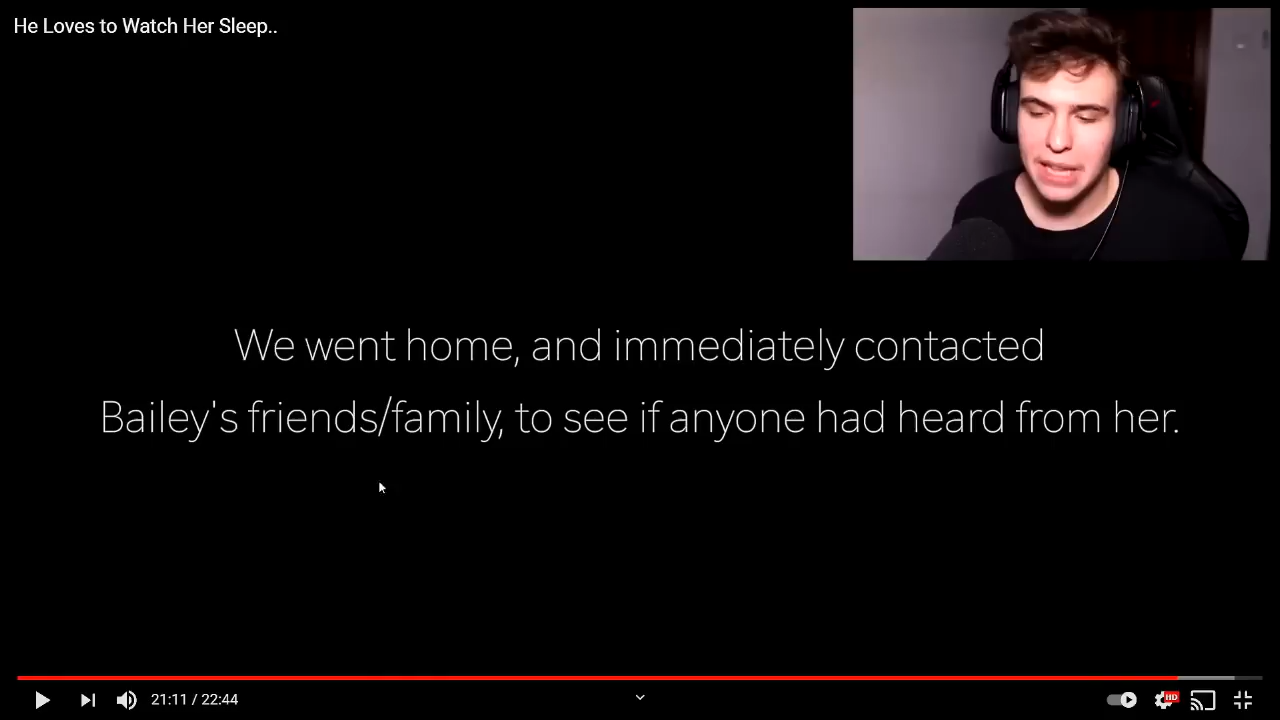 He Loves to Watch Her Sleep..
We went home, and immediately contacted
Bailey's friends/family, to see if anyone had heard from her.
21:11 / 22:44
HD